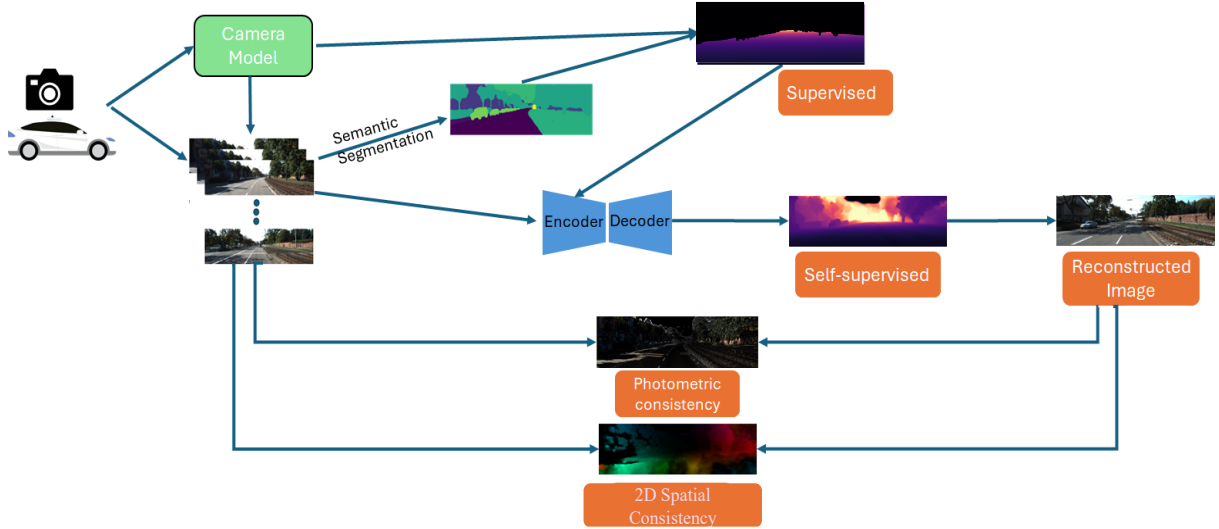 Camera
Model
Supervised
Semantic
Segmentation
Encoder
Decoder
Self-supervised
Reconstructed
Image
Photometric
consistency
2D Spatial
Consistency